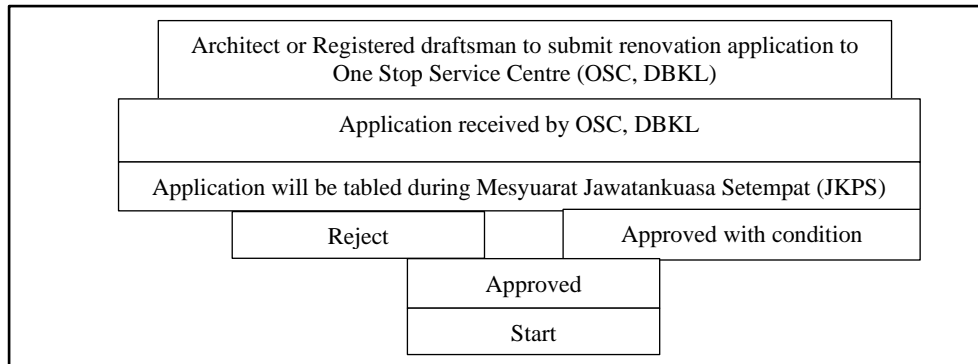 Architect or Registered draftsman to submit renovation application to
One Stop Service Centre (OSC, DBKL)
Application received by OSC, DBKL
Application will be tabled during Mesyuarat Jawatankuasa Setempat (JKPS)
Reject
Approved with condition
Approved
Start